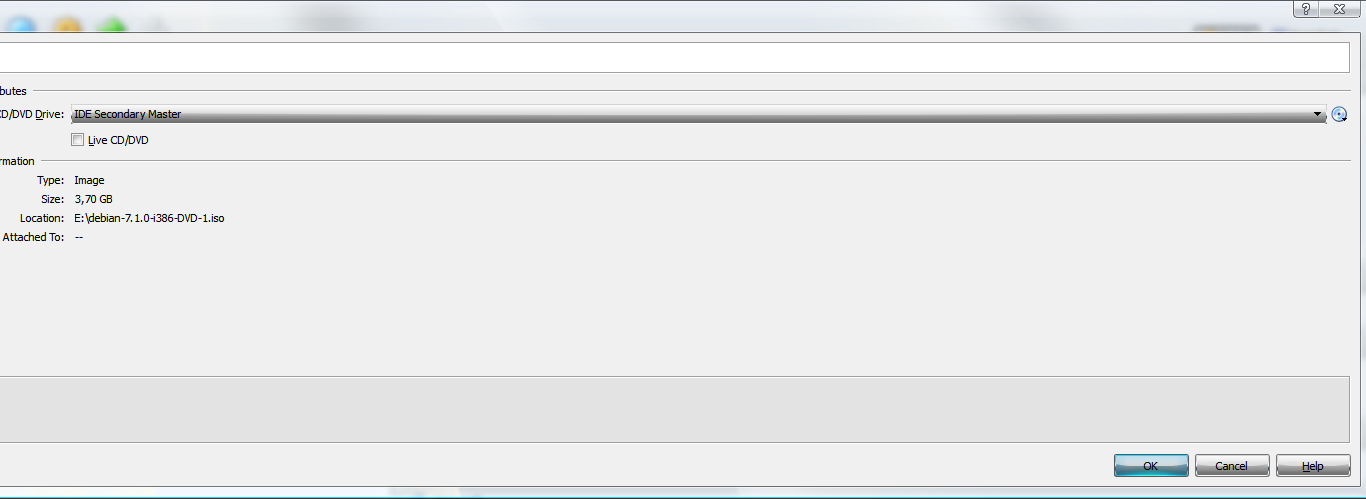 ?
butes
CD/DVD Drive: IDE Secondary Master
Live CD/DVD
rmation
Type: Image
Size: 3,70 GB
Location: E:\debian-7.1.0-i386-DVD-1.iso
Attached To: --
OK Cancel Help